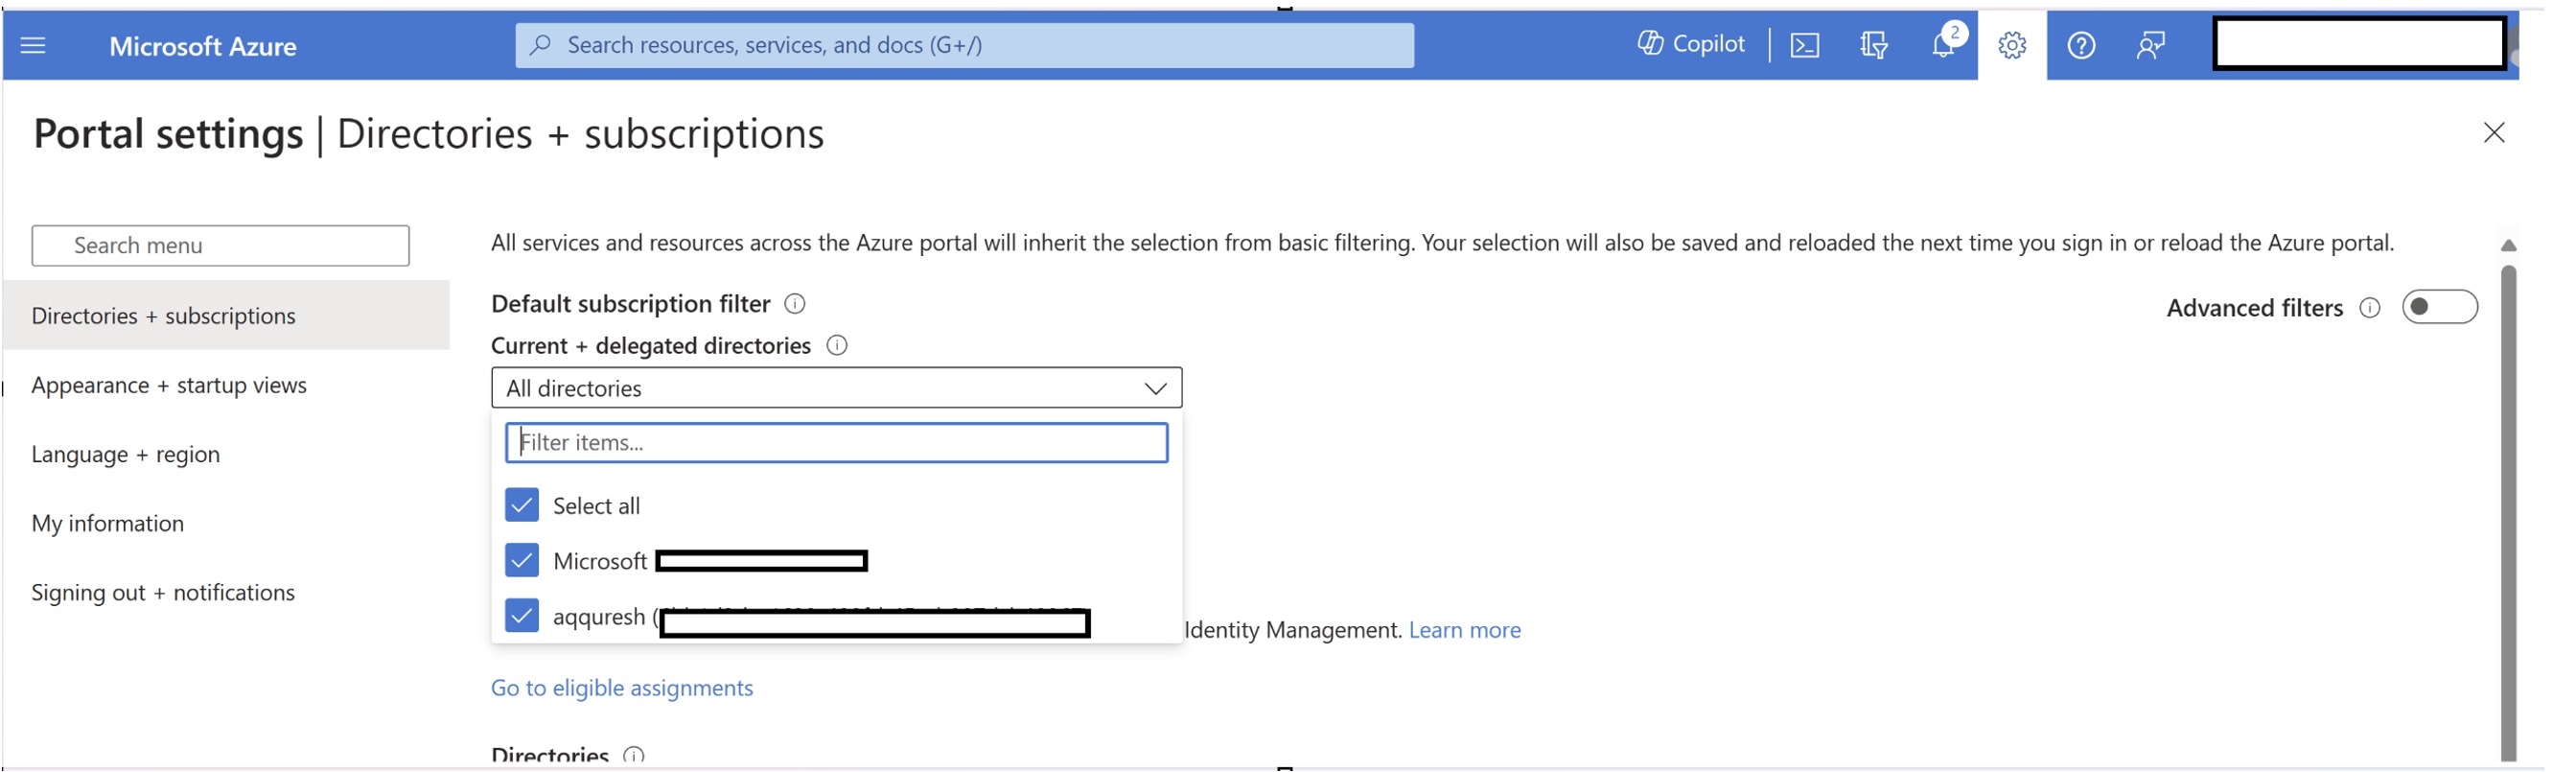 Microsoft Azure
Search resources, services, and docs (G+/)
Copilot
2
Portal settings | Directories + subscriptions
Search menu
Directories + subscriptions
Appearance + startup views
Language + region
My information
Signing out + notifications
All services and resources across the Azure portal will inherit the selection from basic filtering. Your selection will also be saved and reloaded the next time you sign in or reload the Azure portal.
Default subscription filter
Advanced filters
Current + delegated directories
All directories
Filter items...
Select all
Microsoft
aqquresh (
Identity Management. Learn more
Go to eligible assignments
Directories